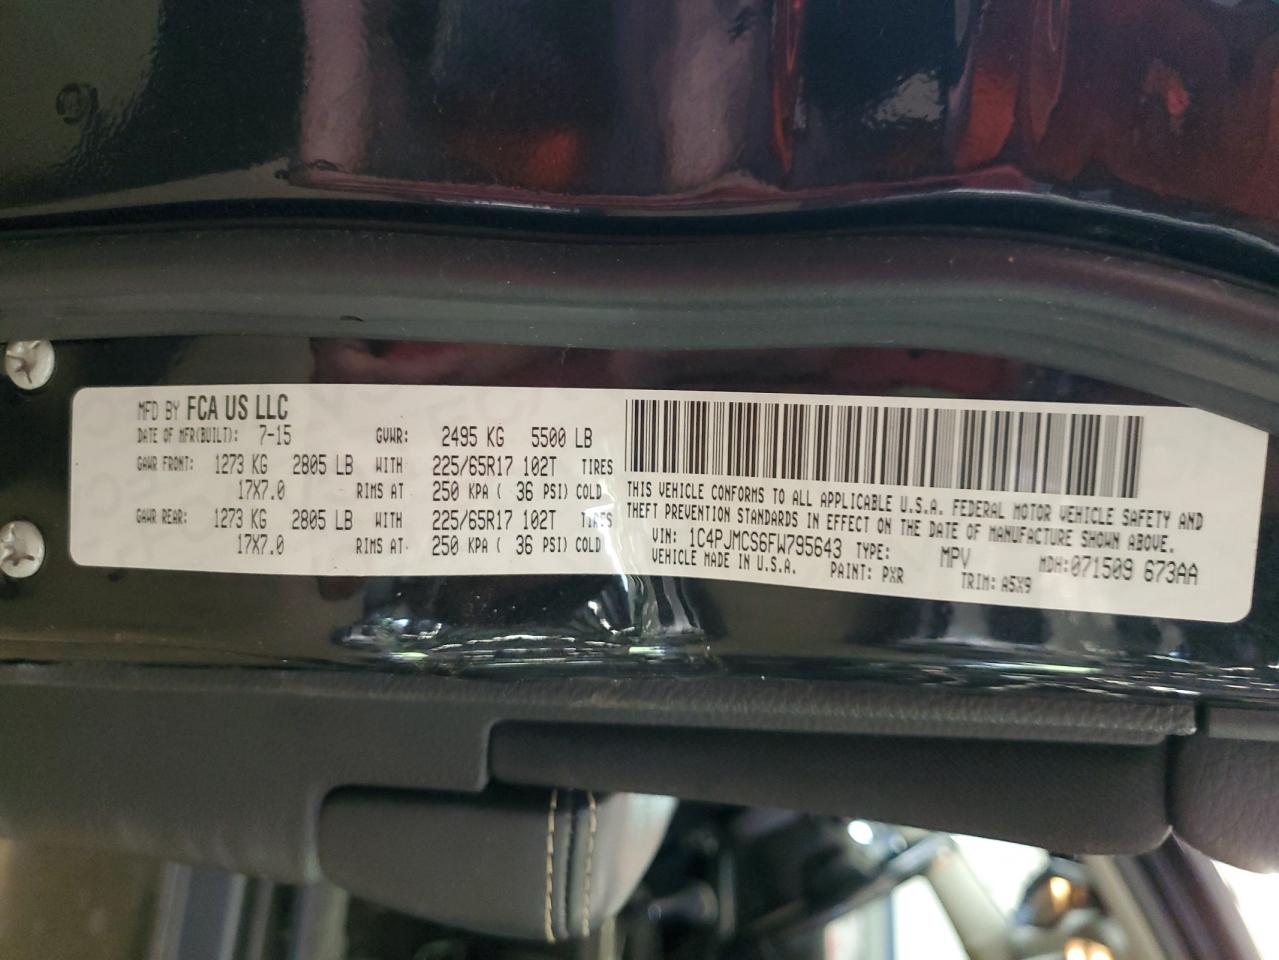 MFD BY FCA US LLC
DATE OF MFR(BUILT): 7-15 GVWR: 2495 KG 5500 LB
GAWR FRONT: 1273 KG 2805 LB WITH 225/65R17 102T TIRES
17X7.0 RIMS AT 250 KPA ( 36 PSI) COLD
GAWR REAR: 1273 KG 2805 LB WITH 225/65R17 102T TIRES
17X7.0 RIMS AT 250 KPA ( 36 PSI) COLD
THIS VEHICLE CONFORMS TO ALL APPLICABLE U.S.A. FEDERAL MOTOR VEHICLE SAFETY AND
THEFT PREVENTION STANDARDS IN EFFECT ON THE DATE OF MANUFACTURE SHOWN ABOVE.
VIN: 1C4PJMCS6FW795643 TYPE: MPV MDH:071509 673AA
VEHICLE MADE IN U.S.A. PAINT: PXR TRIM: A5X9